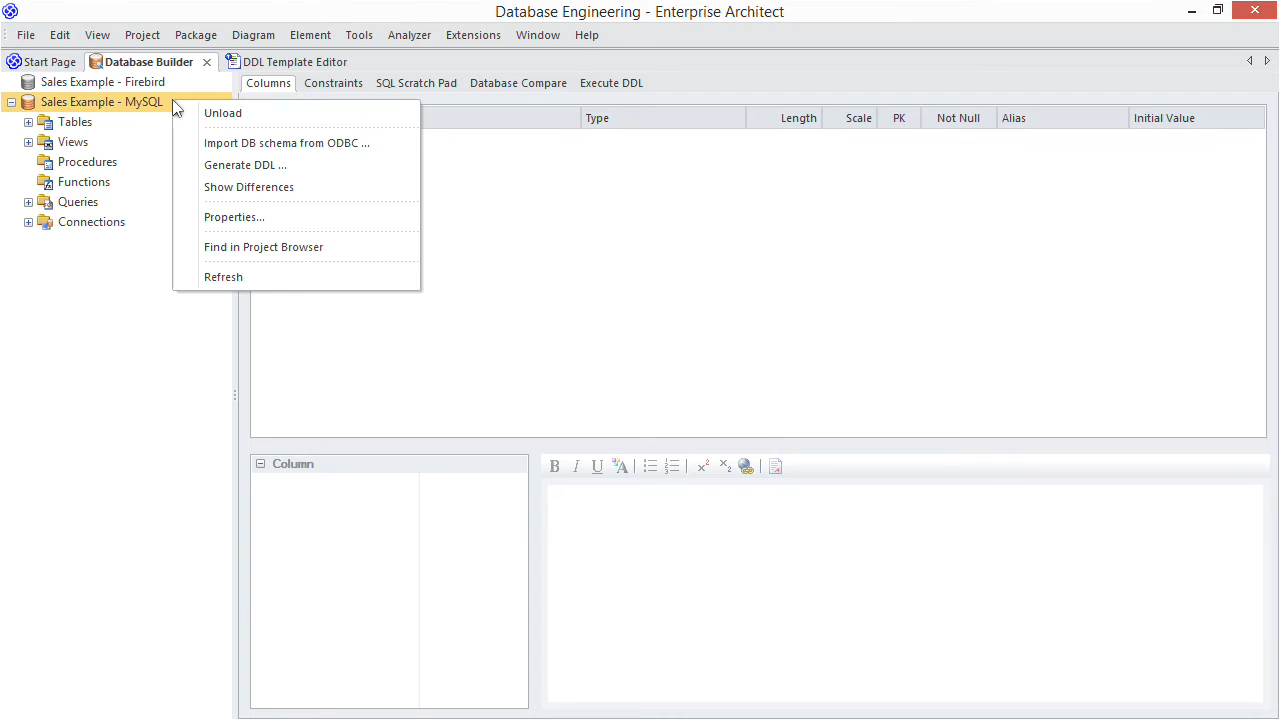 Database Engineering - Enterprise Architect
File Edit View Project Package Diagram Element Tools Analyzer Extensions Window Help
Start Page Database Builder DDL Template Editor
Sales Example - Firebird
Sales Example - MySQL
Tables
Views
Procedures
Functions
Queries
Connections
Columns Constraints SQL Scratch Pad Database Compare Execute DDL
Type Length Scale PK Not Null Alias Initial Value
Unload
Import DB schema from ODBC ...
Generate DDL ...
Show Differences
Properties...
Find in Project Browser
Refresh
Column
B I U A x² x₂